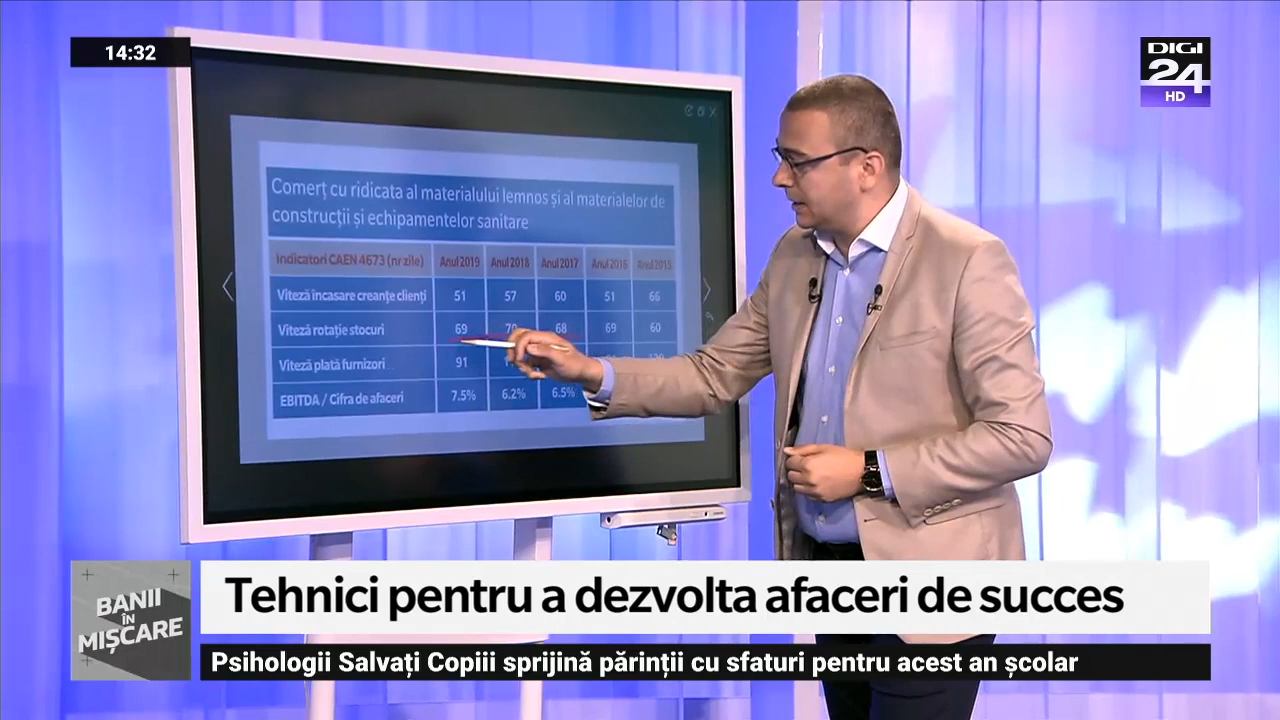 14:32
DIGI
24
HD
Comerț cu ridicata al materialului lemnos și al materialelor de
construcții și echipamentelor sanitare
Indicatori CAEN 4673 (nr zile) Anul 2019 Anul 2018 Anul 2017 Anul 2016 Anul 2015
Viteză încasare creanțe clienți 51 57 60 51 66
Viteză rotație stocuri 69 70 68 69 60
Viteză plată furnizori 91
EBITDA / Cifra de afaceri 7.5% 6.2% 6.5%
BANII
ÎN
MIȘCARE
Tehnici pentru a dezvolta afaceri de succes
Psihologii Salvați Copiii sprijină părinții cu sfaturi pentru acest an școlar